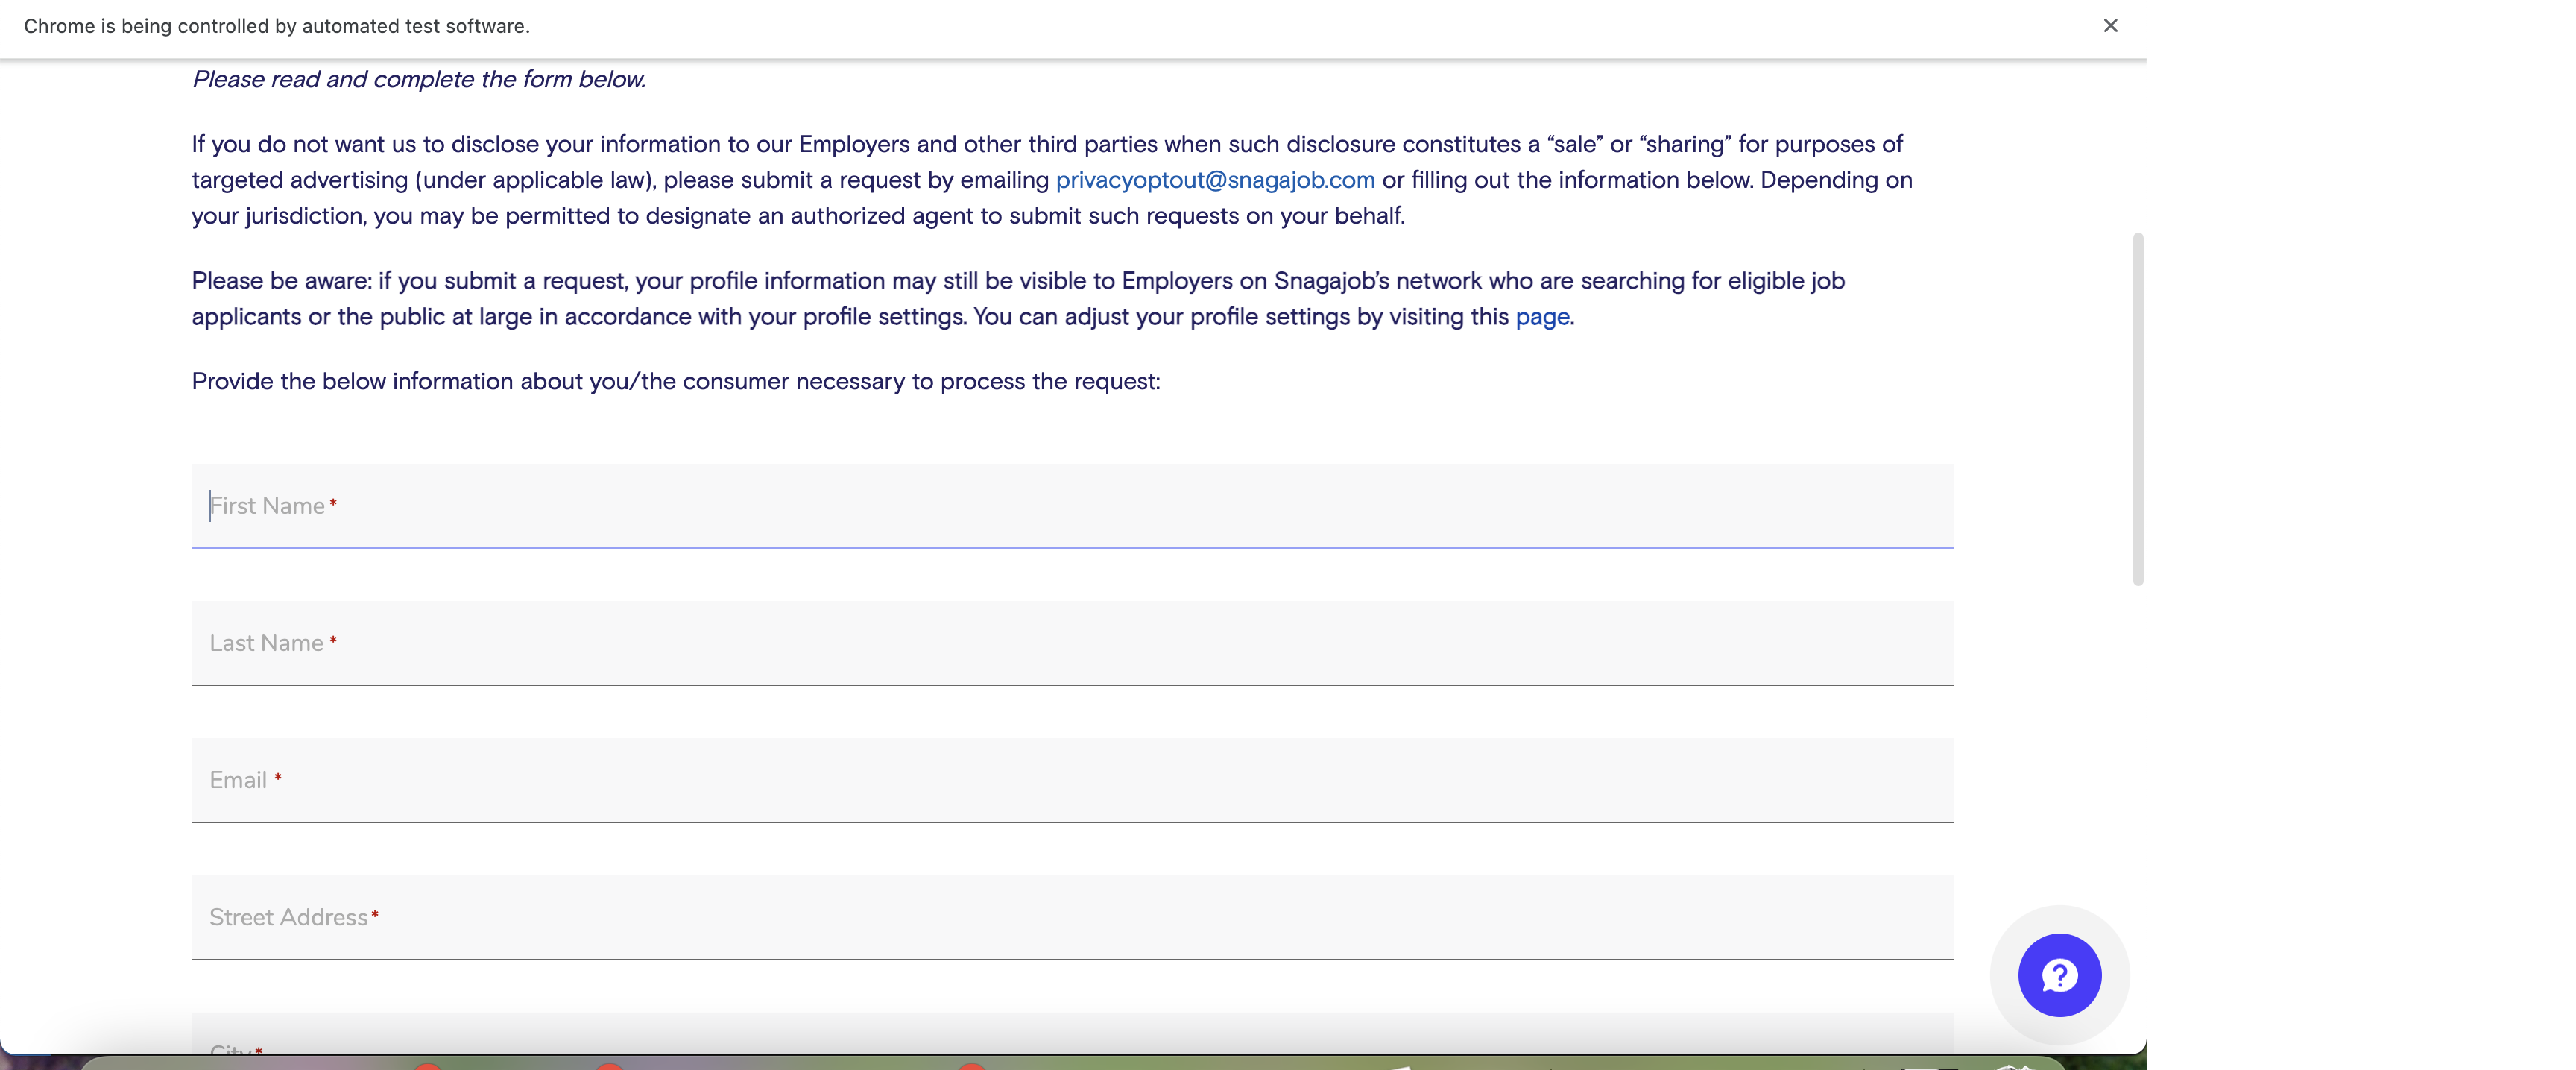 Chrome is being controlled by automated test software.
Please read and complete the form below.
If you do not want us to disclose your information to our Employers and other third parties when such disclosure constitutes a “sale” or “sharing” for purposes of
targeted advertising (under applicable law), please submit a request by emailing privacyoptout@snagajob.com or filling out the information below. Depending on
your jurisdiction, you may be permitted to designate an authorized agent to submit such requests on your behalf.
Please be aware: if you submit a request, your profile information may still be visible to Employers on Snagajob’s network who are searching for eligible job
applicants or the public at large in accordance with your profile settings. You can adjust your profile settings by visiting this page.
Provide the below information about you/the consumer necessary to process the request:
First Name *
Last Name *
Email *
Street Address *
City *